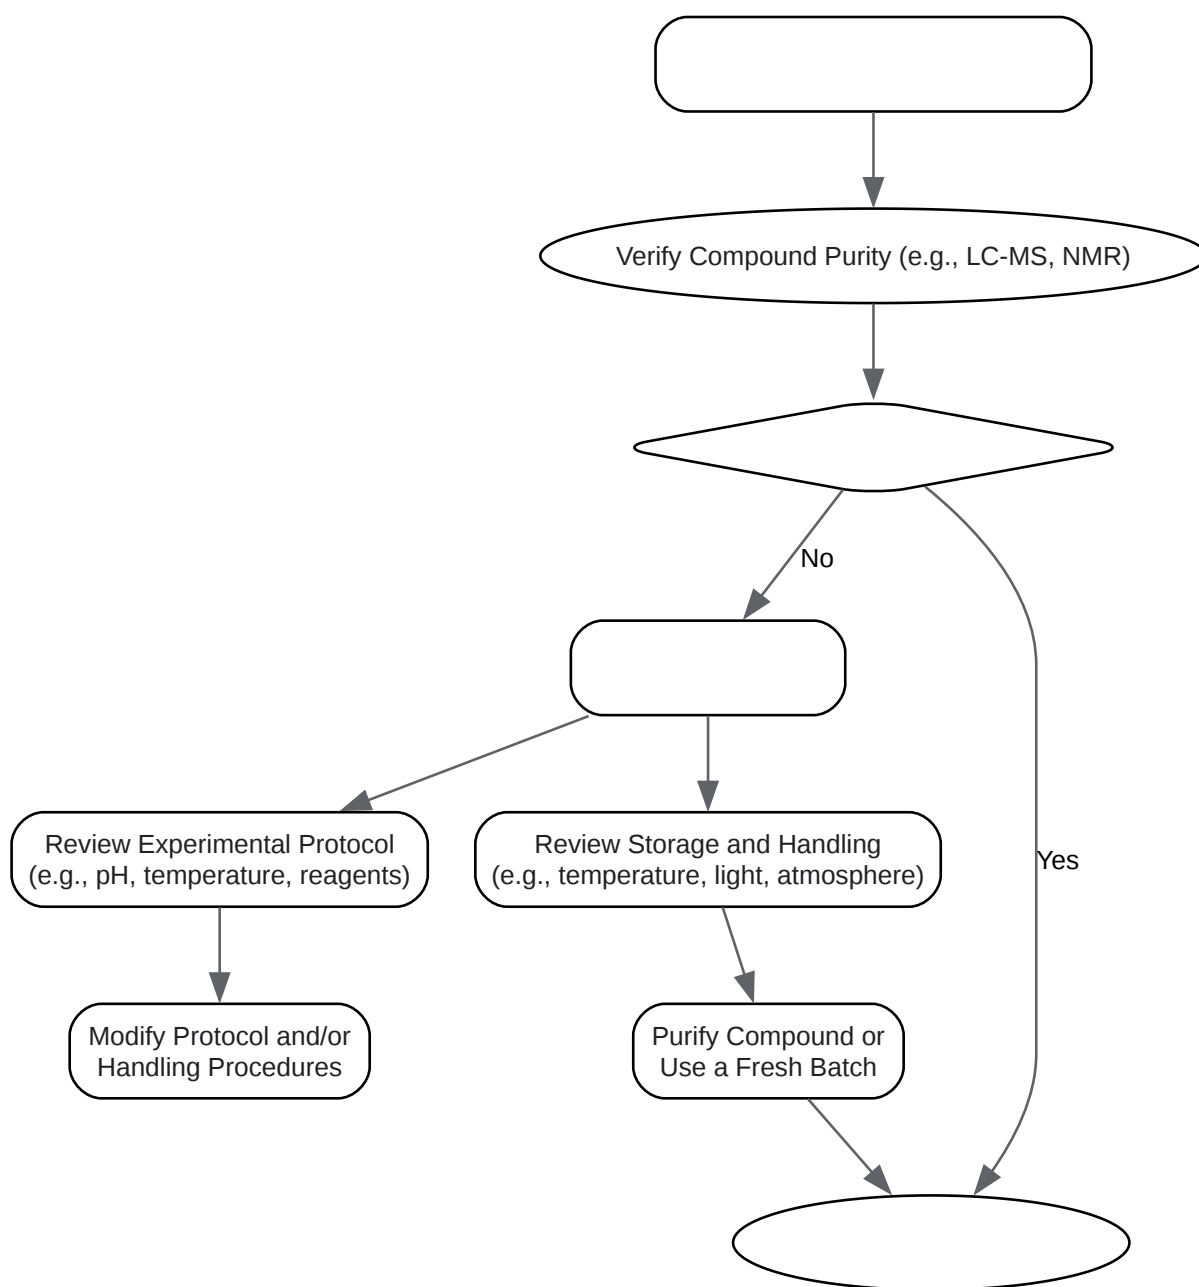 Verify Compound Purity (e.g., LC-MS, NMR)
No
Review Experimental Protocol
(e.g., pH, temperature, reagents)
Review Storage and Handling
(e.g., temperature, light, atmosphere)
Yes
Modify Protocol and/or
Handling Procedures
Purify Compound or
Use a Fresh Batch